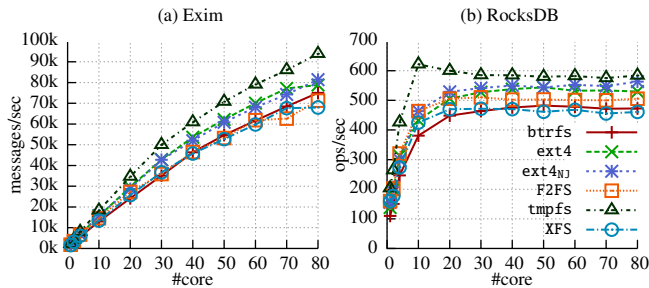 (a) Exim
messages/sec
100k
90k
80k
70k
60k
50k
40k
30k
20k
10k
0k
0 10 20 30 40 50 60 70 80
#core
(b) RocksDB
ops/sec
700
600
500
400
300
200
100
0
btrfs
ext4
ext4NJ
F2FS
tmpfs
XFS
0 10 20 30 40 50 60 70 80
#core